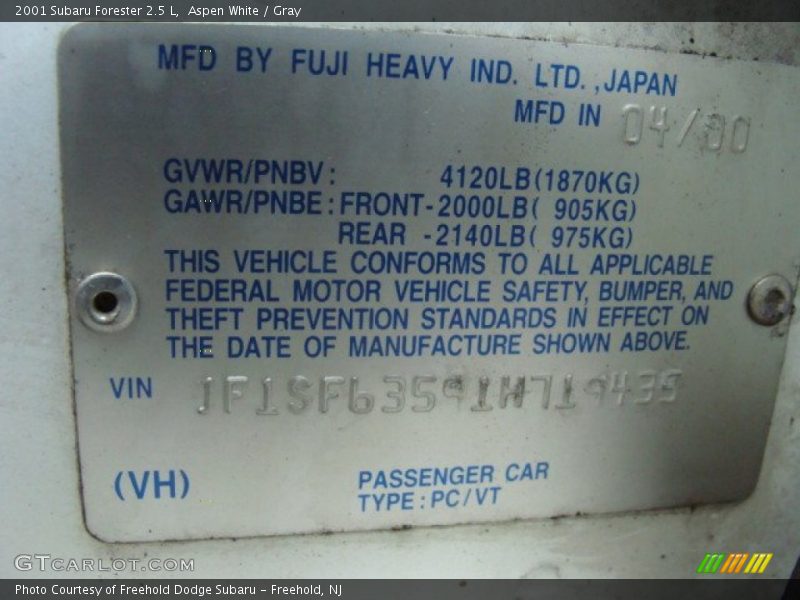 2001 Subaru Forester 2.5 L, Aspen White / Gray
MFD BY FUJI HEAVY IND. LTD.,JAPAN
MFD IN 04/00
GVWR/PNBV: 4120LB(1870KG)
GAWR/PNBE:FRONT-2000LB( 905KG)
REAR -2140LB( 975KG)
THIS VEHICLE CONFORMS TO ALL APPLICABLE
FEDERAL MOTOR VEHICLE SAFETY, BUMPER, AND
THEFT PREVENTION STANDARDS IN EFFECT ON
THE DATE OF MANUFACTURE SHOWN ABOVE.
VIN
(VH)
PASSENGER CAR
TYPE:PC/VT
GTCARLOT.COM
Photo Courtesy of Freehold Dodge Subaru - Freehold, NJ